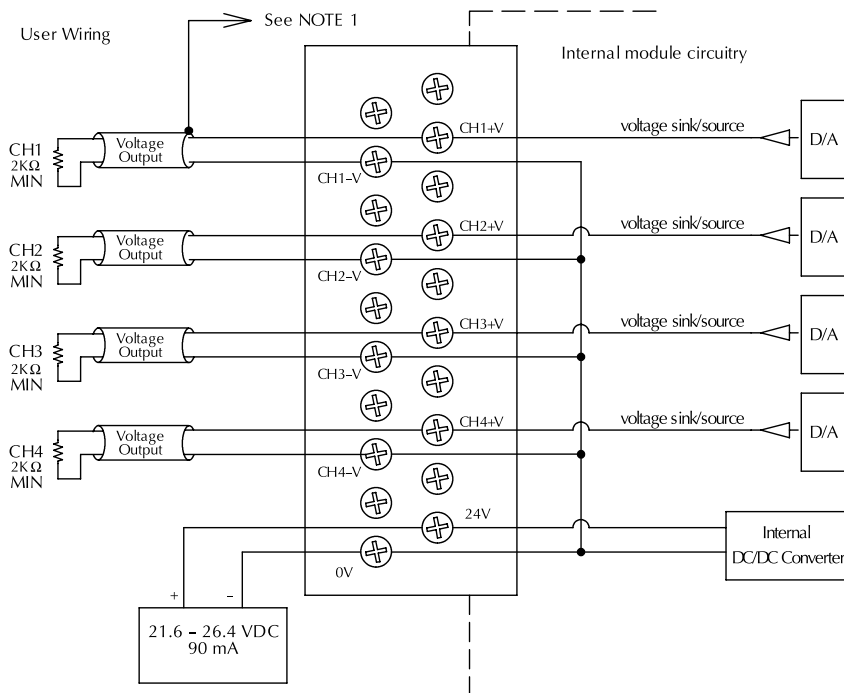 User Wiring
See NOTE 1
Internal module circuitry
CH1
2KΩ
MIN
Voltage
Output
CH1+V
CH1–V
voltage sink/source
D/A
CH2
2KΩ
MIN
Voltage
Output
CH2+V
CH2–V
voltage sink/source
D/A
CH3
2KΩ
MIN
Voltage
Output
CH3+V
CH3–V
voltage sink/source
D/A
CH4
2KΩ
MIN
Voltage
Output
CH4+V
CH4–V
voltage sink/source
D/A
24V
0V
Internal
DC/DC Converter
+
–
21.6 – 26.4 VDC
90 mA